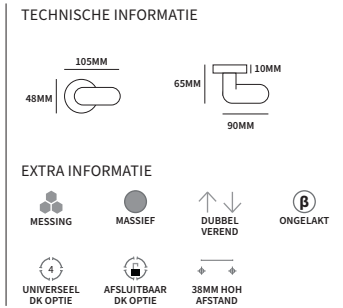 TECHNISCHE INFORMATIE
105MM
48MM
10MM
65MM
90MM
EXTRA INFORMATIE
MESSING
MASSIEF
DUBBEL
VEREND
β
ONGELAKT
4
UNIVERSEEL
DK OPTIE
AFSLUITBAAR
DK OPTIE
38MM HOH
AFSTAND